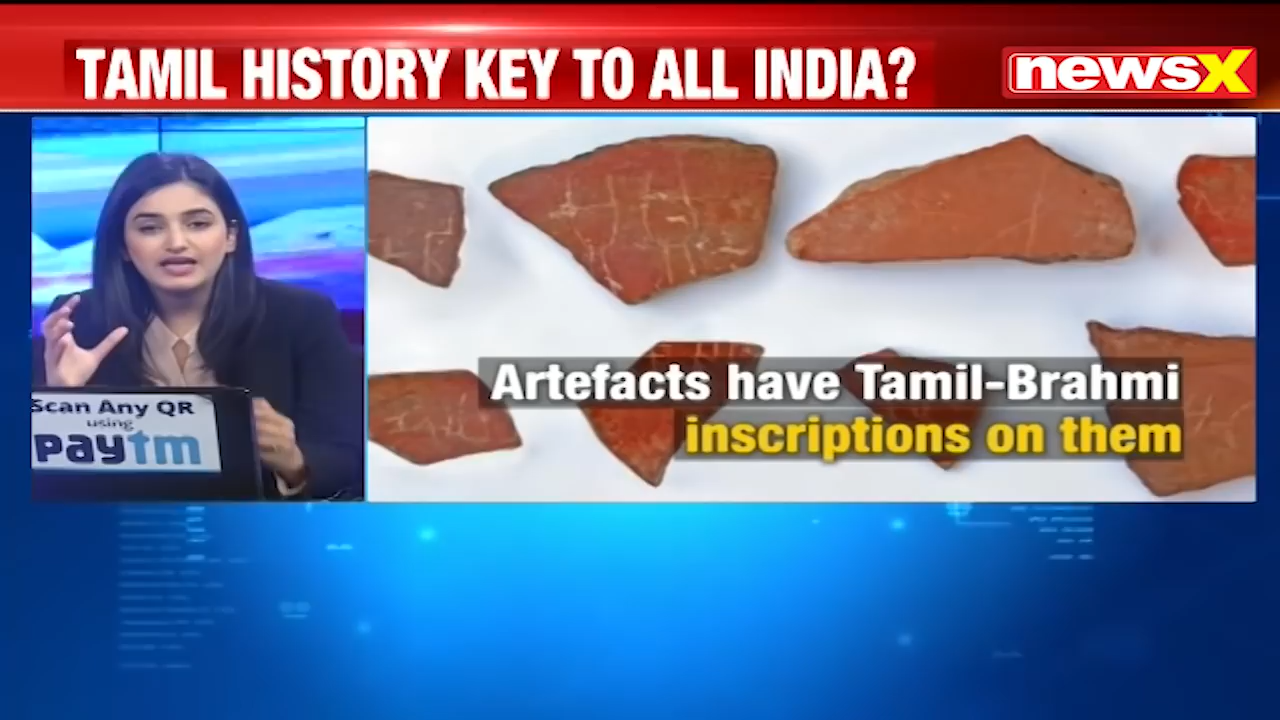 TAMIL HISTORY KEY TO ALL INDIA?
newsX
Artefacts have Tamil-Brahmi
inscriptions on them
Scan Any QR
using
paytm